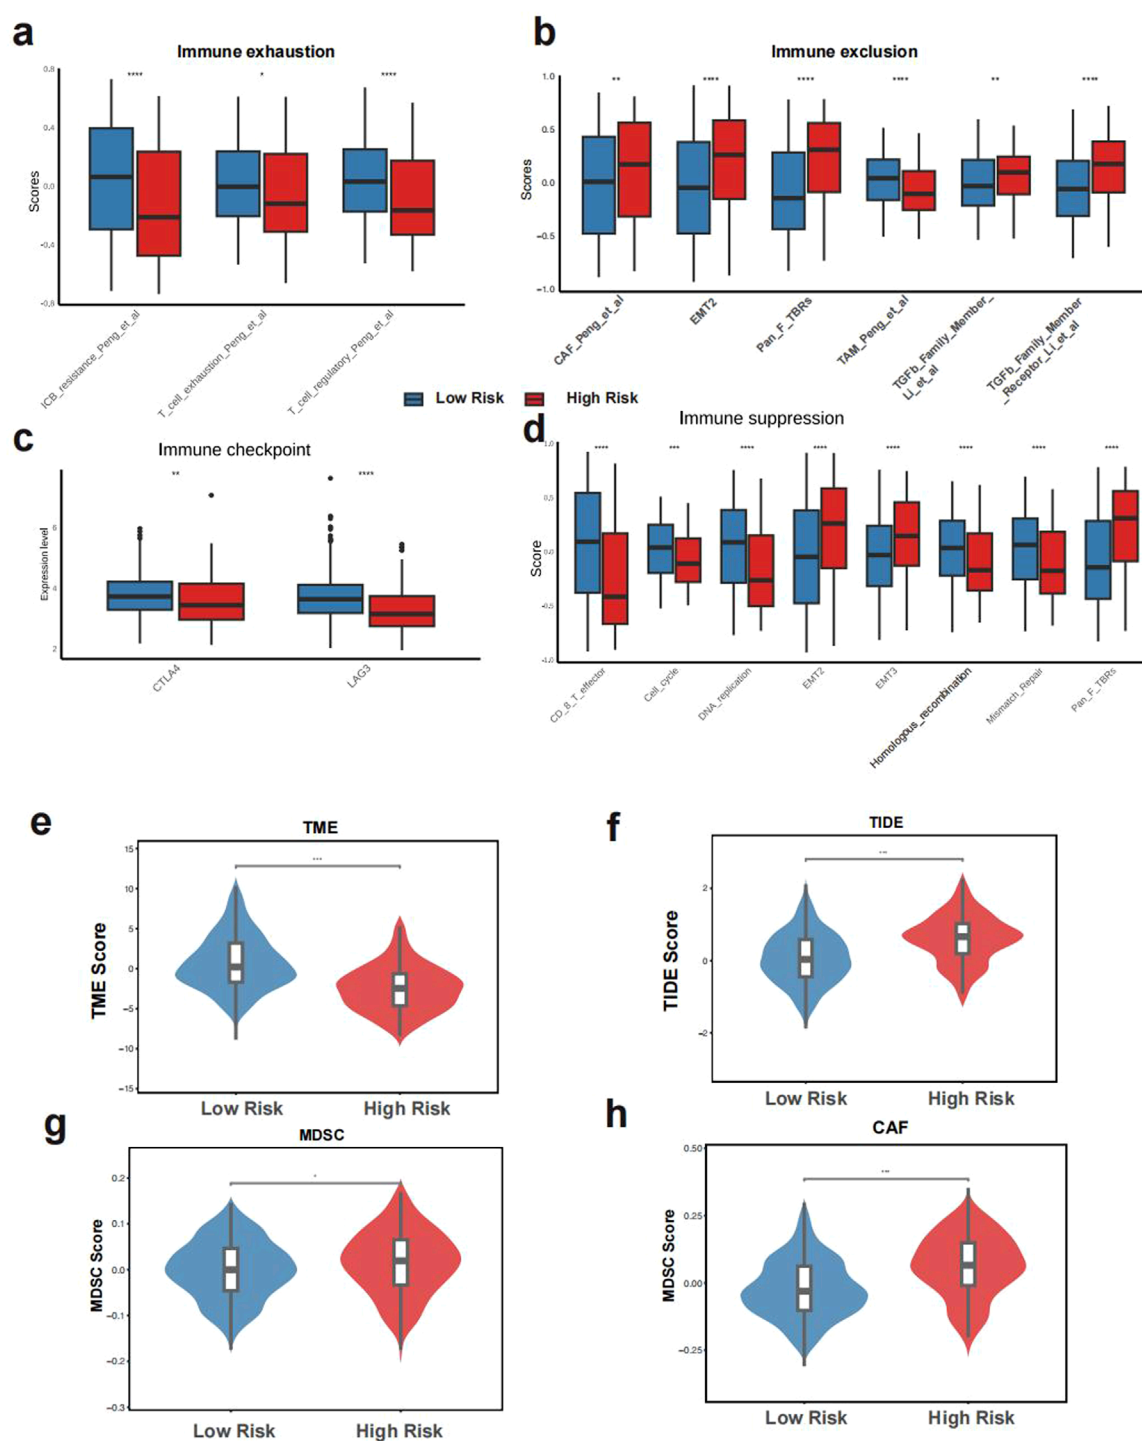 a
Immune exhaustion
Scores
0.8
0.4
0.0
-0.4
-0.8
****
*
****
ICB_resistance_Peng_et_al
T_cell_exhaustion_Peng_et_al
T_cell_regulatory_Peng_et_al
b
Immune exclusion
Scores
1.0
0.5
0.0
-0.5
-1.0
**
****
****
****
**
****
CAF_Peng_et_al
EMT2
Pan_F_TBRs
TAM_Peng_et_al
TGFb_Family_Member_
Li_et_al
TGFb_Family_Member
_Receptor_Li_et_al
Low Risk
High Risk
c
Immune checkpoint
Expression level
6
4
2
**
****
CTLA4
LAG3
d
Immune suppression
Score
1.0
0.5
0.0
-0.5
-1.0
****
***
****
****
****
****
****
****
CD_8_T_effector
Cell_cycle
DNA_replication
EMT2
EMT3
Homologous_recombination
Mismatch_Repair
Pan_F_TBRs
e
TME
TME Score
15
10
5
0
-5
-10
-15
***
Low Risk
High Risk
f
TIDE
TIDE Score
2
0
-2
***
Low Risk
High Risk
g
MDSC
MDSC Score
0.2
0.1
0.0
-0.1
-0.2
-0.3
*
Low Risk
High Risk
h
CAF
MDSC Score
0.50
0.25
0.00
-0.25
***
Low Risk
High Risk